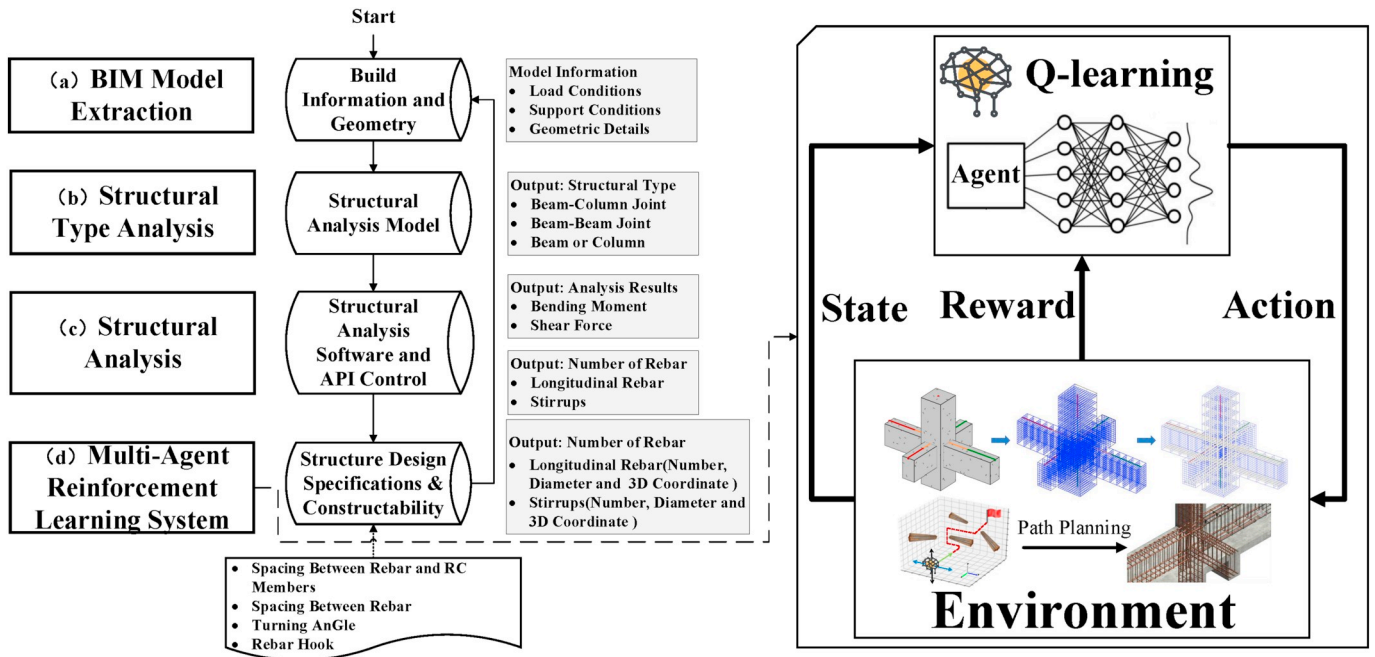 Start
（a）BIM Model
Extraction
Build
Information and
Geometry
Model Information
• Load Conditions
• Support Conditions
• Geometric Details
（b）Structural
Type Analysis
Structural
Analysis Model
Output: Structural Type
• Beam-Column Joint
• Beam-Beam Joint
• Beam or Column
（c）Structural
Analysis
Structural
Analysis
Software and
API Control
Output: Analysis Results
• Bending Moment
• Shear Force
Output: Number of Rebar
• Longitudinal Rebar
• Stirrups
（d）Multi-Agent
Reinforcement
Learning System
Structure Design
Specifications &
Constructability
Output: Number of Rebar
• Longitudinal Rebar(Number,
Diameter and 3D Coordinate )
• Stirrups(Number, Diameter and
3D Coordinate )
• Spacing Between Rebar and RC
Members
• Spacing Between Rebar
• Turning AnGle
• Rebar Hook
Q-learning
Agent
State
Reward
Action
Path Planning
Environment